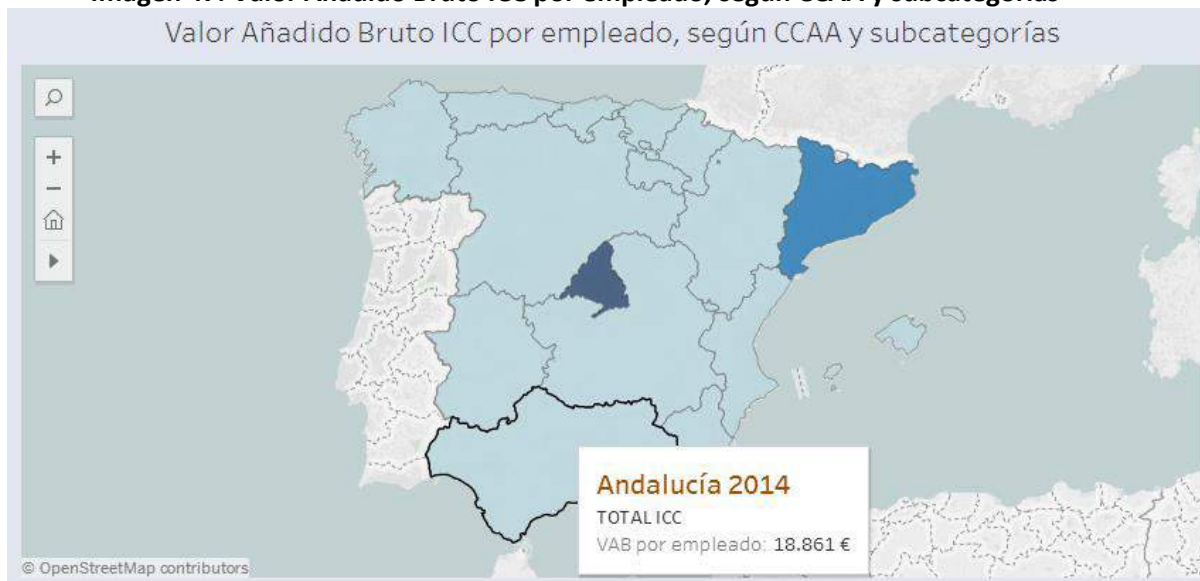 Valor Añadido Bruto ICC por empleado, según CCAA y subcategorías
Andalucía 2014
TOTAL ICC
VAB por empleado: 18.861 €
© OpenStreetMap contributors